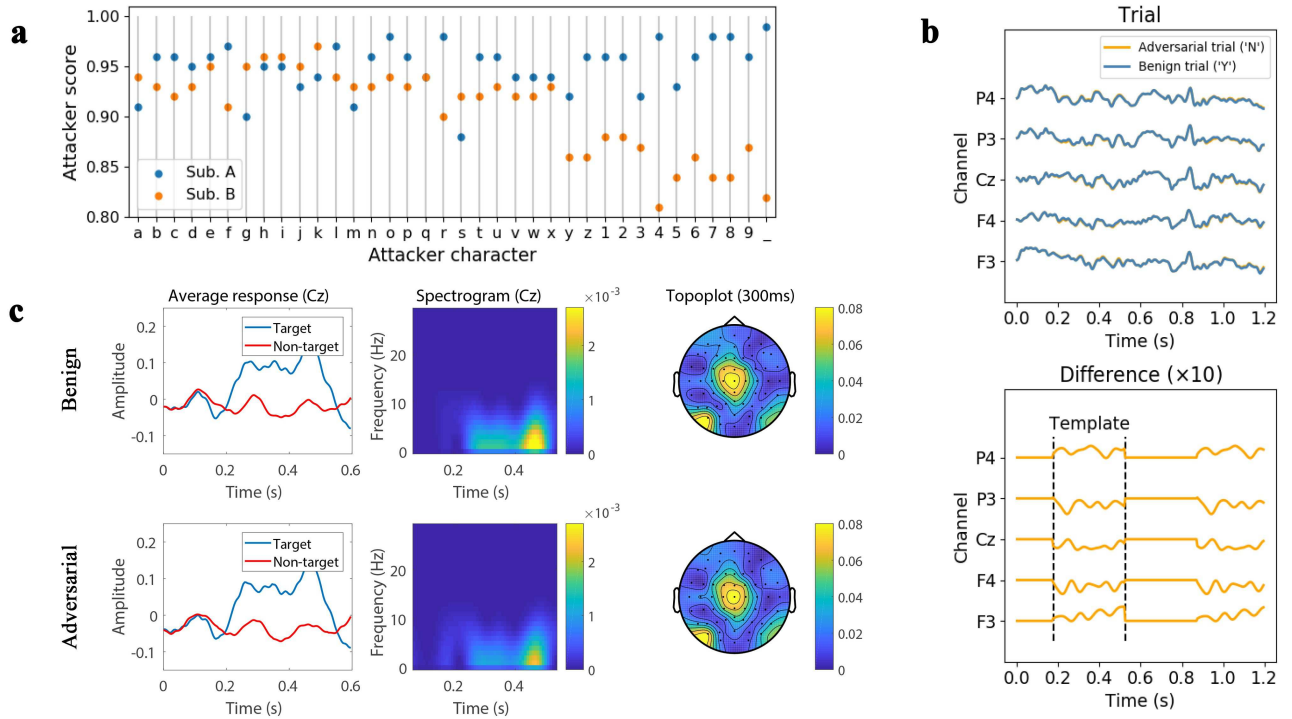 a
1.00
0.95
0.90
0.85
0.80
Attacker score
Sub. A
Sub. B
a b c d e f g h i j k l m n o p q r s t u v w x y z 1 2 3 4 5 6 7 8 9 _
Attacker character
b
Trial
Adversarial trial ('N')
Benign trial ('Y')
P4
P3
Cz
F4
F3
Channel
0.0 0.2 0.4 0.6 0.8 1.0 1.2
Time (s)
Difference (×10)
Template
P4
P3
Cz
F4
F3
Channel
0.0 0.2 0.4 0.6 0.8 1.0 1.2
Time (s)
c
Benign
Average response (Cz)
0.2
0.1
0
-0.1
Amplitude
Target
Non-target
0 0.2 0.4 0.6
Time (s)
Spectrogram (Cz)
×10⁻³
20
10
0
Frequency (Hz)
0.2 0.4
Time (s)
2
1
0
Topoplot (300ms)
0.08
0.06
0.04
0.02
0
Adversarial
0.2
0.1
0
-0.1
Amplitude
Target
Non-target
0 0.2 0.4 0.6
Time (s)
×10⁻³
20
10
0
Frequency (Hz)
0.2 0.4
Time (s)
2
1
0
0.08
0.06
0.04
0.02
0